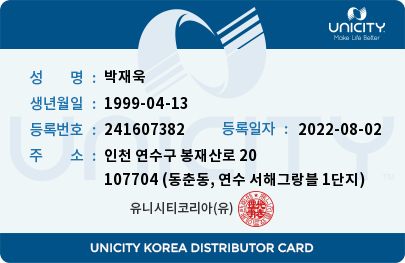 UNICITY
Make Life Better
성 명 : 박재욱
생년월일 : 1999-04-13
등록번호 : 241607382 등록일자 : 2022-08-02
주 소 : 인천 연수구 봉재산로 20
107704 (동춘동, 연수 서해그랑블 1단지)
유니시티코리아(유)
UNICITY
UNICITY KOREA DISTRIBUTOR CARD